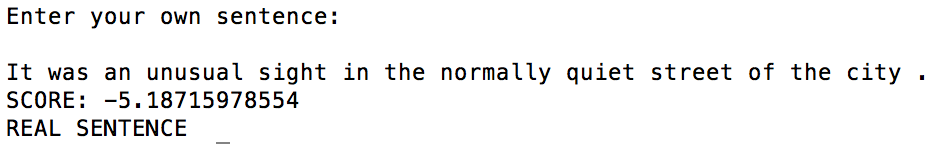 Enter your own sentence:
It was an unusual sight in the normally quiet street of the city .
SCORE: -5.18715978554
REAL SENTENCE